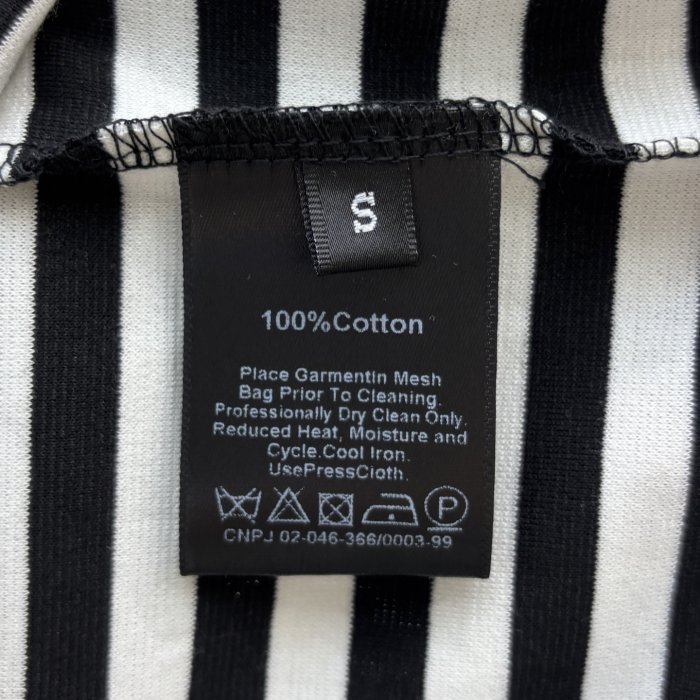 S
100%Cotton
Place Garmentin Mesh
Bag Prior To Cleaning.
Professionally Dry Clean Only,
Reduced Heat, Moisture and
Cycle.Cool Iron.
UsePressCloth.
P
CNPJ 02-046-366/0003-99